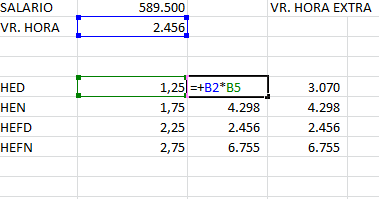 SALARIO 589.500 VR. HORA EXTRA
VR. HORA 2.456
HED 1,25 =+B2*B5 3.070
HEN 1,75 4.298 4.298
HEFD 2,25 2.456 2.456
HEFN 2,75 6.755 6.755